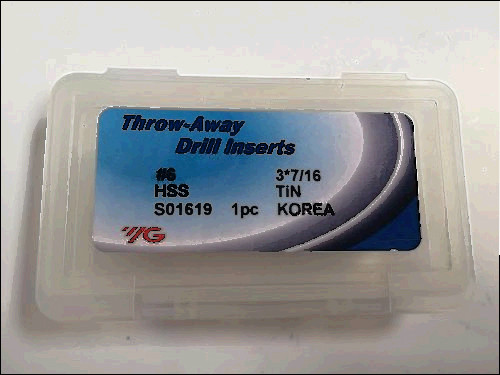 Throw-Away
Drill Inserts
#6 3*7/16
HSS TiN
S01619 1pc KOREA
YG